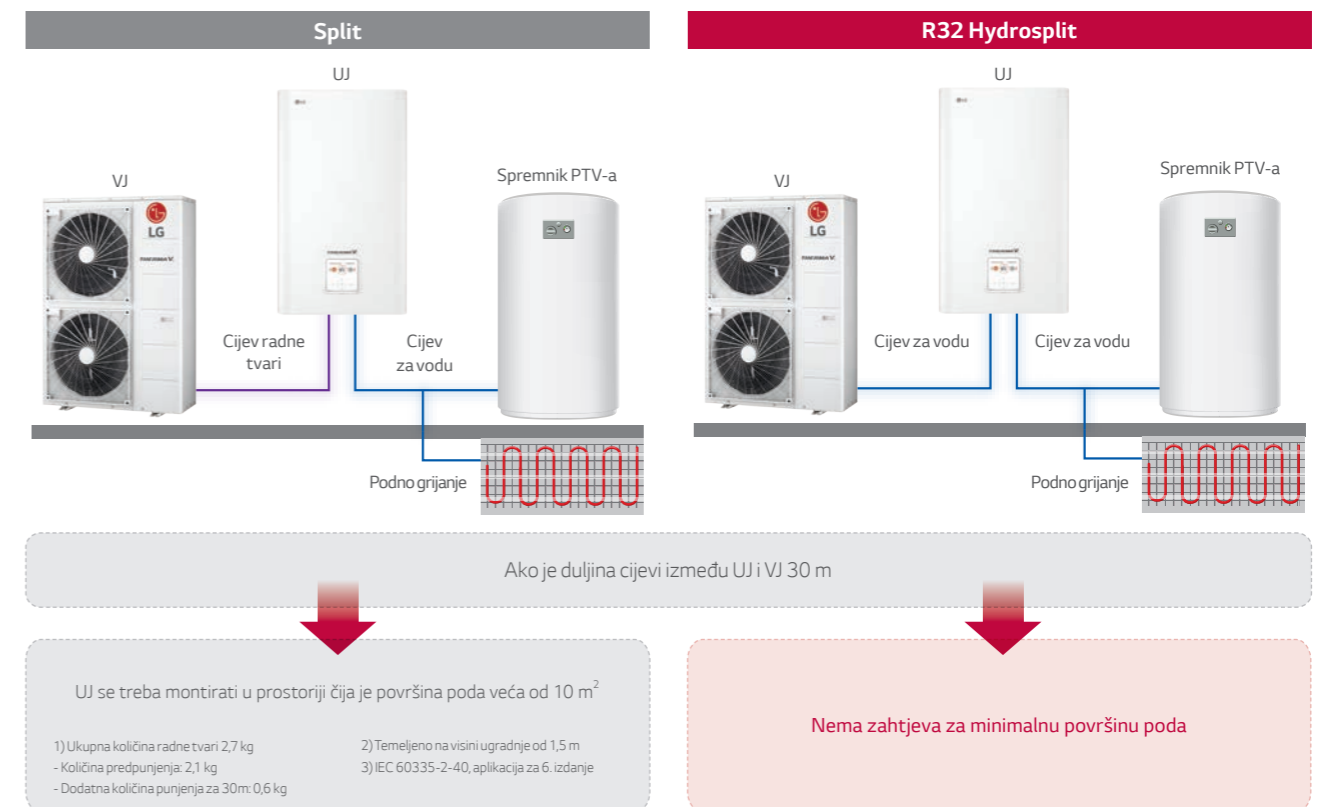 Split
UJ
VJ
Spremnik PTV-a
LG
Cijev radne
tvari
Cijev
za vodu
Podno grijanje
R32 Hydrosplit
UJ
VJ
Spremnik PTV-a
LG
Cijev za vodu
Cijev za vodu
Podno grijanje
Ako je duljina cijevi između UJ i VJ 30 m
UJ se treba montirati u prostoriji čija je površina poda veća od 10 m²
1) Ukupna količina radne tvari 2,7 kg
- Količina predpunjenja: 2,1 kg
- Dodatna količina punjenja za 30m: 0,6 kg
2) Temeljeno na visini ugradnje od 1,5 m
3) IEC 60335-2-40, aplikacija za 6. izdanje
Nema zahtjeva za minimalnu površinu poda